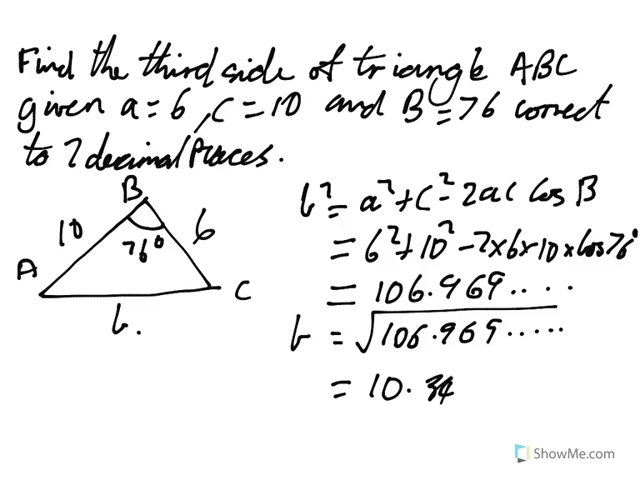 Find the third side of triangle ABC
given a=6, c=10 and B=76 correct
to 2 decimal places.
B
10
76°
6
A
C
b.
b²= a²+c²-2ac cos B
= 6²+10²-2×6×10×cos76°
= 106.969....
b = √106.969.....
= 10.34
ShowMe.com